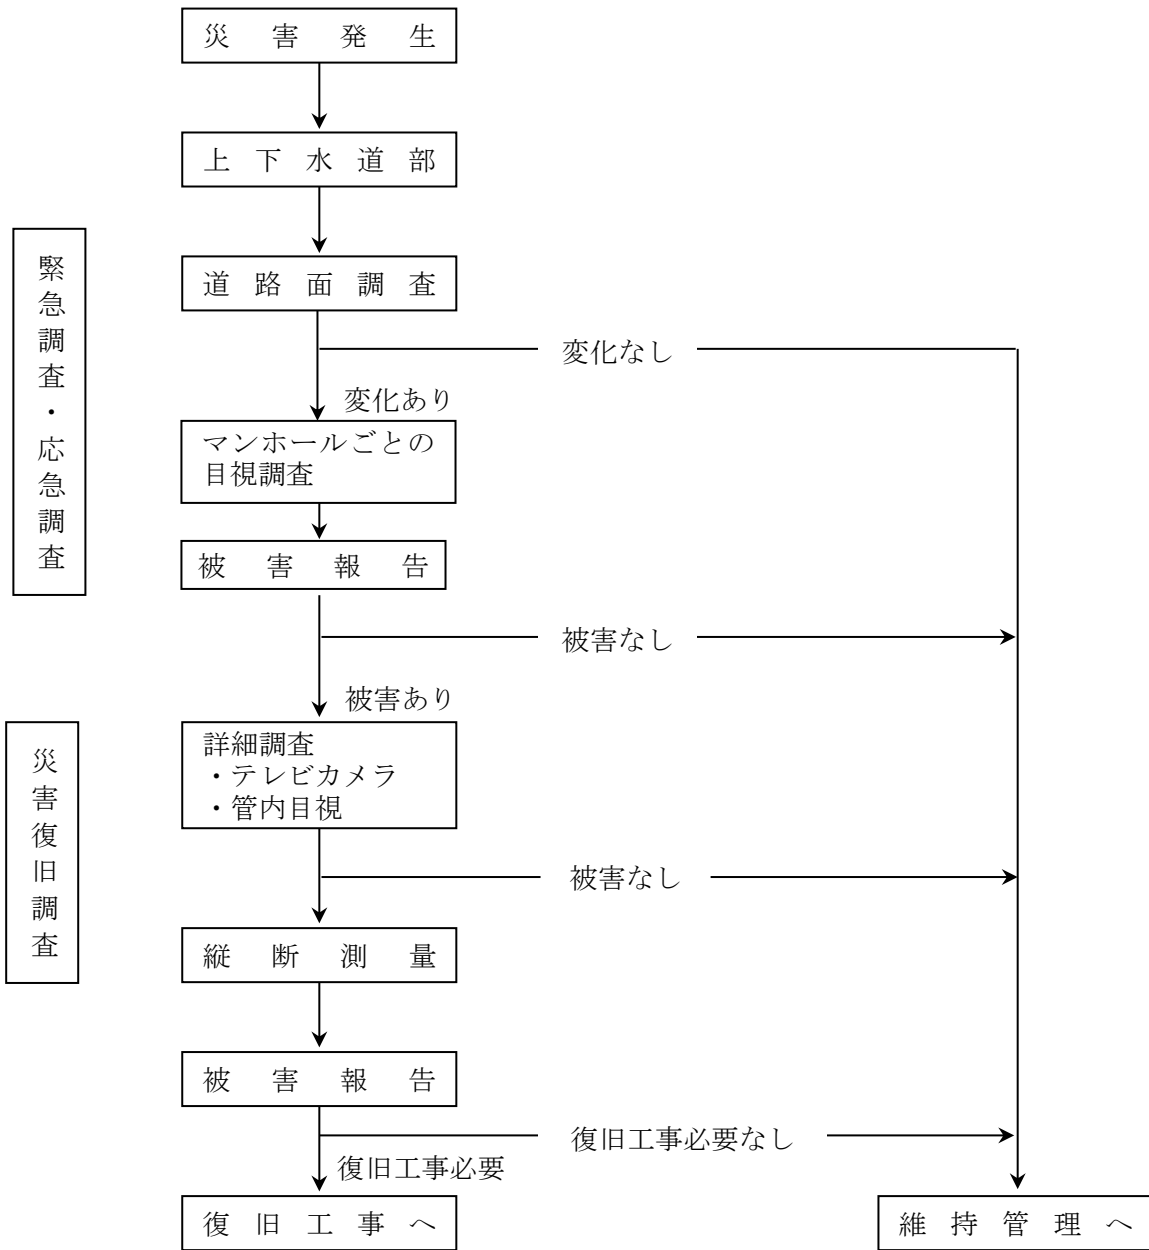 災害発生
上下水道部
緊急調査・応急調査
道路面調査
変化なし
変化あり
マンホールごとの
目視調査
被害報告
被害なし
被害あり
災害復旧調査
詳細調査
・テレビカメラ
・管内目視
被害なし
縦断測量
被害報告
復旧工事必要なし
復旧工事必要
復旧工事へ
維持管理へ